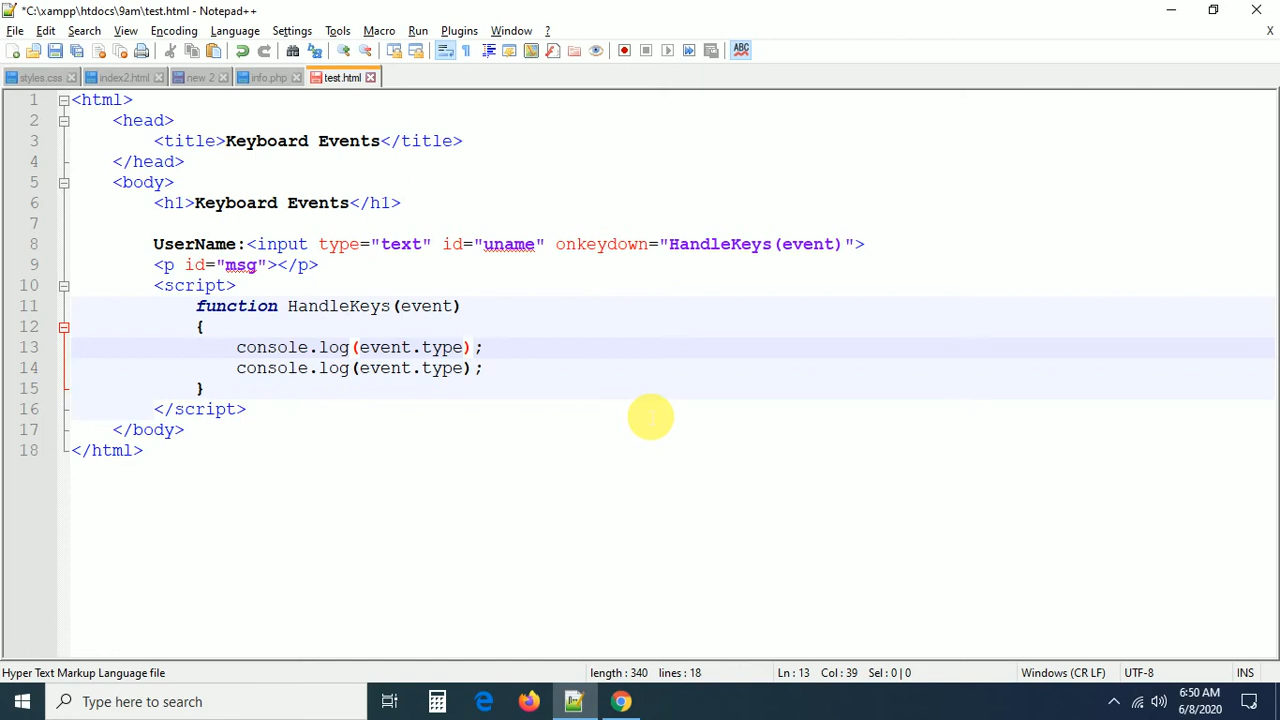 *C:\xampp\htdocs\9am\test.html - Notepad++
File Edit Search View Encoding Language Settings Tools Macro Run Plugins Window ? X
ABC
styles.css index2.html new 2 info.php test.html
1 <html>
2 <head>
3 <title>Keyboard Events</title>
4 </head>
5 <body>
6 <h1>Keyboard Events</h1>
7
8 UserName:<input type="text" id="uname" onkeydown="HandleKeys(event)">
9 <p id="msg"></p>
10 <script>
11 function HandleKeys(event)
12 {
13 console.log(event.type);
14 console.log(event.type);
15 }
16 </script>
17 </body>
18 </html>
Hyper Text Markup Language file length : 340 lines : 18 Ln : 13 Col : 39 Sel : 0 | 0 Windows (CR LF) UTF-8 INS
Type here to search 6:50 AM
6/8/2020